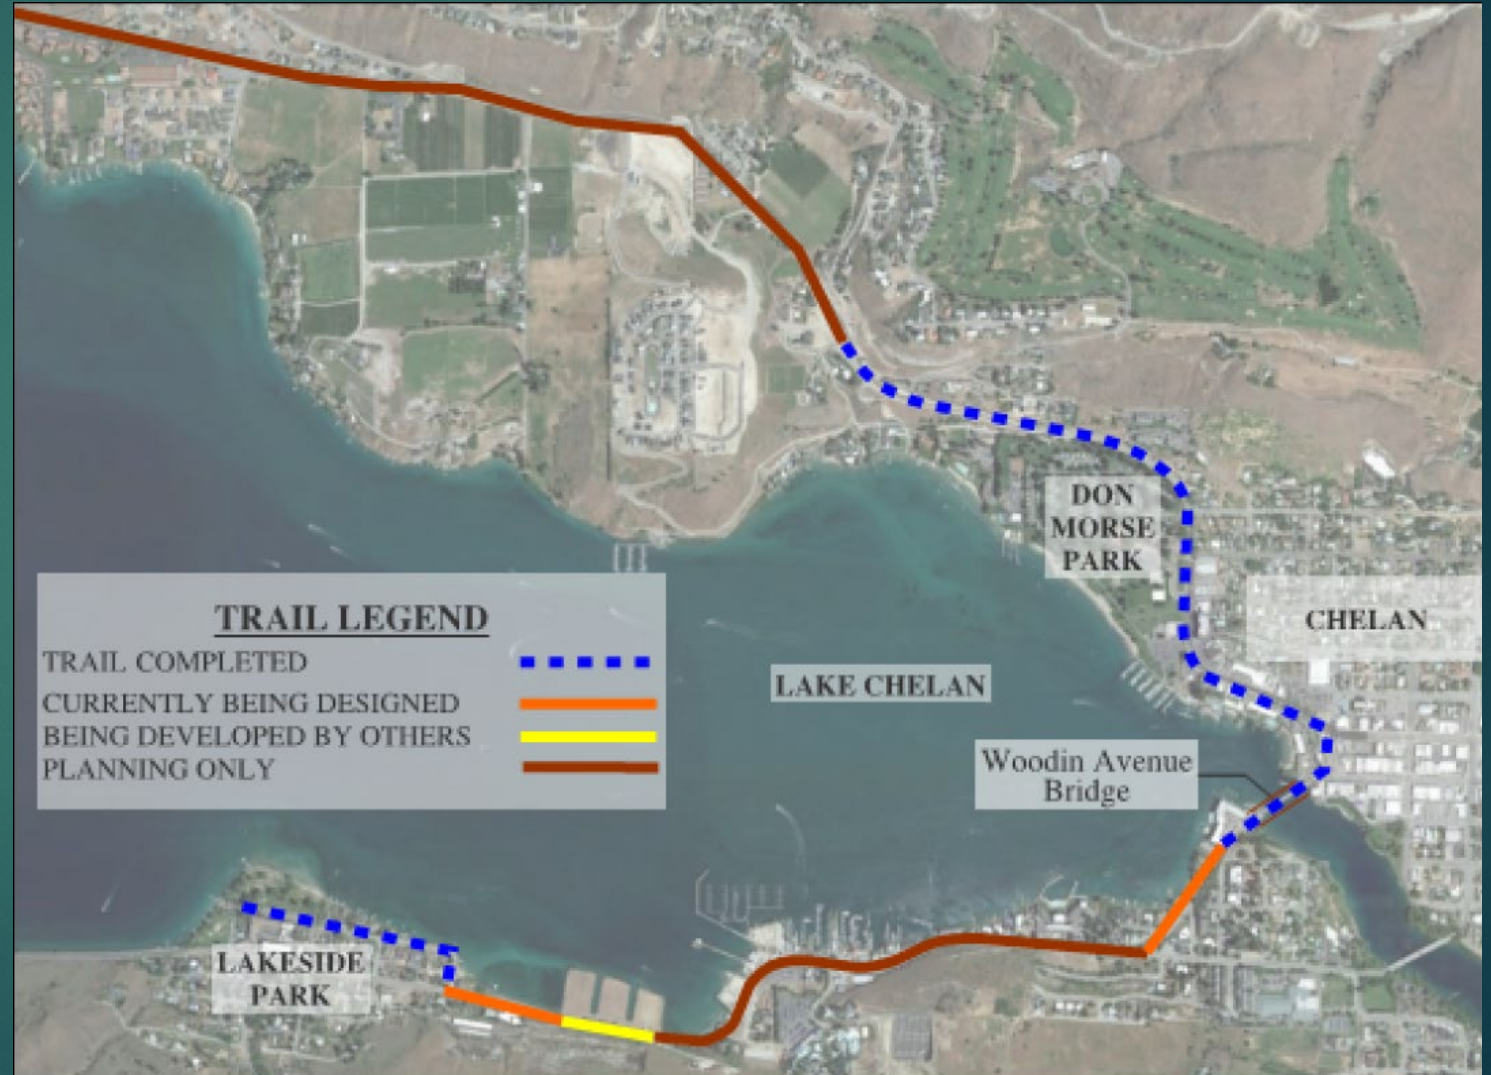 DON
MORSE
PARK
CHELAN
TRAIL LEGEND
TRAIL COMPLETED
CURRENTLY BEING DESIGNED
BEING DEVELOPED BY OTHERS
PLANNING ONLY
LAKE CHELAN
Woodin Avenue
Bridge
LAKESIDE
PARK